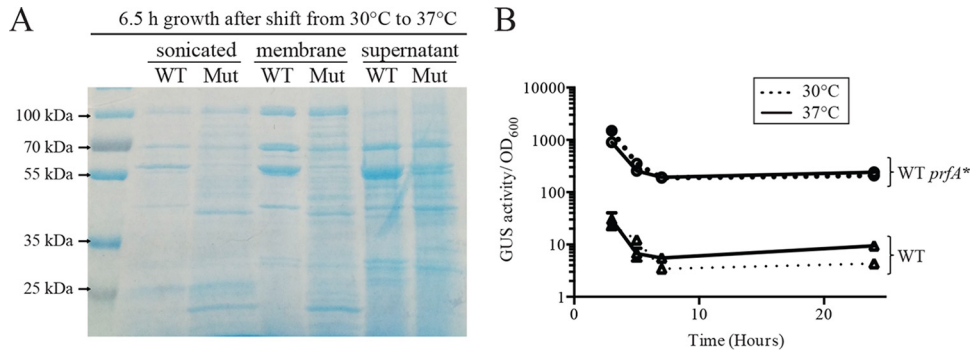 A
6.5 h growth after shift from 30°C to 37°C
sonicated membrane supernatant
WT Mut WT Mut WT Mut
100 kDa
70 kDa
55 kDa
35 kDa
25 kDa
B
30°C
37°C
GUS activity/OD600
10000
1000
100
10
1
WT prfA*
WT
0 10 20
Time (Hours)